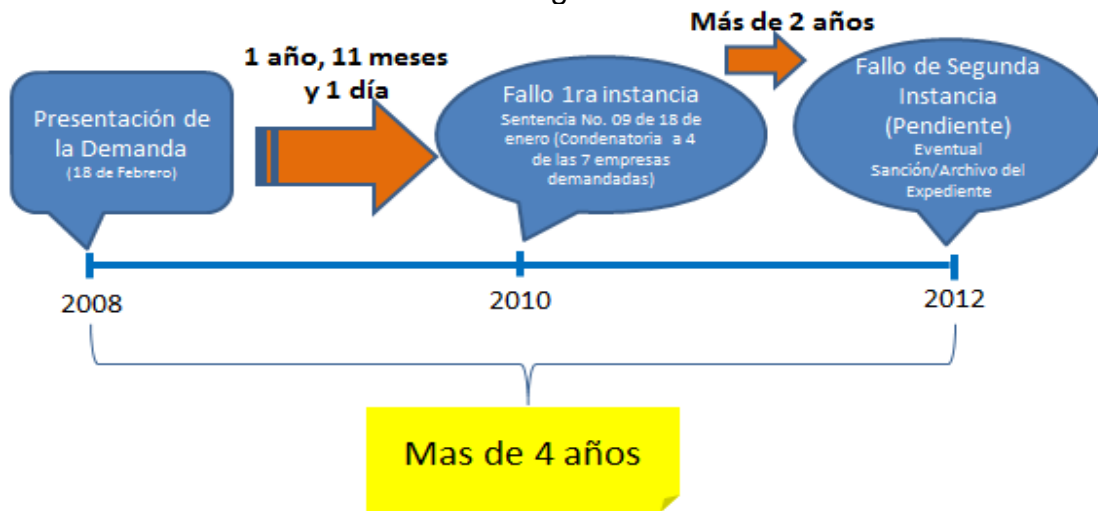 Más de 2 años
1 año, 11 meses
y 1 día
Presentación de
la Demanda
(18 de Febrero)
Fallo 1ra instancia
Sentencia No. 09 de 18 de
enero (Condenatoria a 4
de las 7 empresas
demandadas)
Fallo de Segunda
Instancia
(Pendiente)
Eventual
Sanción/Archivo del
Expediente
2008
2010
2012
Mas de 4 años